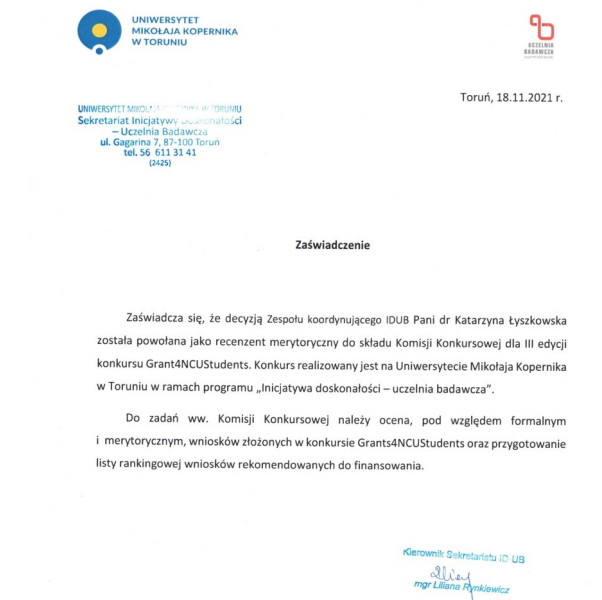 UNIWERSYTET
MIKOŁAJA KOPERNIKA
W TORUNIU
UCZELNIA
BADAWCZA
Toruń, 18.11.2021 r.
UNIWERSYTET MIKOŁAJA KOPERNIKA W TORUNIU
Sekretariat Inicjatywy Doskonałości
– Uczelnia Badawcza
ul. Gagarina 7, 87-100 Toruń
tel. 56 611 31 41
(2425)
Zaświadczenie
Zaświadcza się, że decyzją Zespołu koordynującego IDUB Pani dr Katarzyna Łyszkowska
została powołana jako recenzent merytoryczny do składu Komisji Konkursowej dla III edycji
konkursu Grant4NCUStudents. Konkurs realizowany jest na Uniwersytecie Mikołaja Kopernika
w Toruniu w ramach programu „Inicjatywa doskonałości – uczelnia badawcza”.
Do zadań ww. Komisji Konkursowej należy ocena, pod względem formalnym
i merytorycznym, wniosków złożonych w konkursie Grants4NCUStudents oraz przygotowanie
listy rankingowej wniosków rekomendowanych do finansowania.
Kierownik Sekretariatu ID-UB
mgr Liliana Rynkiewicz